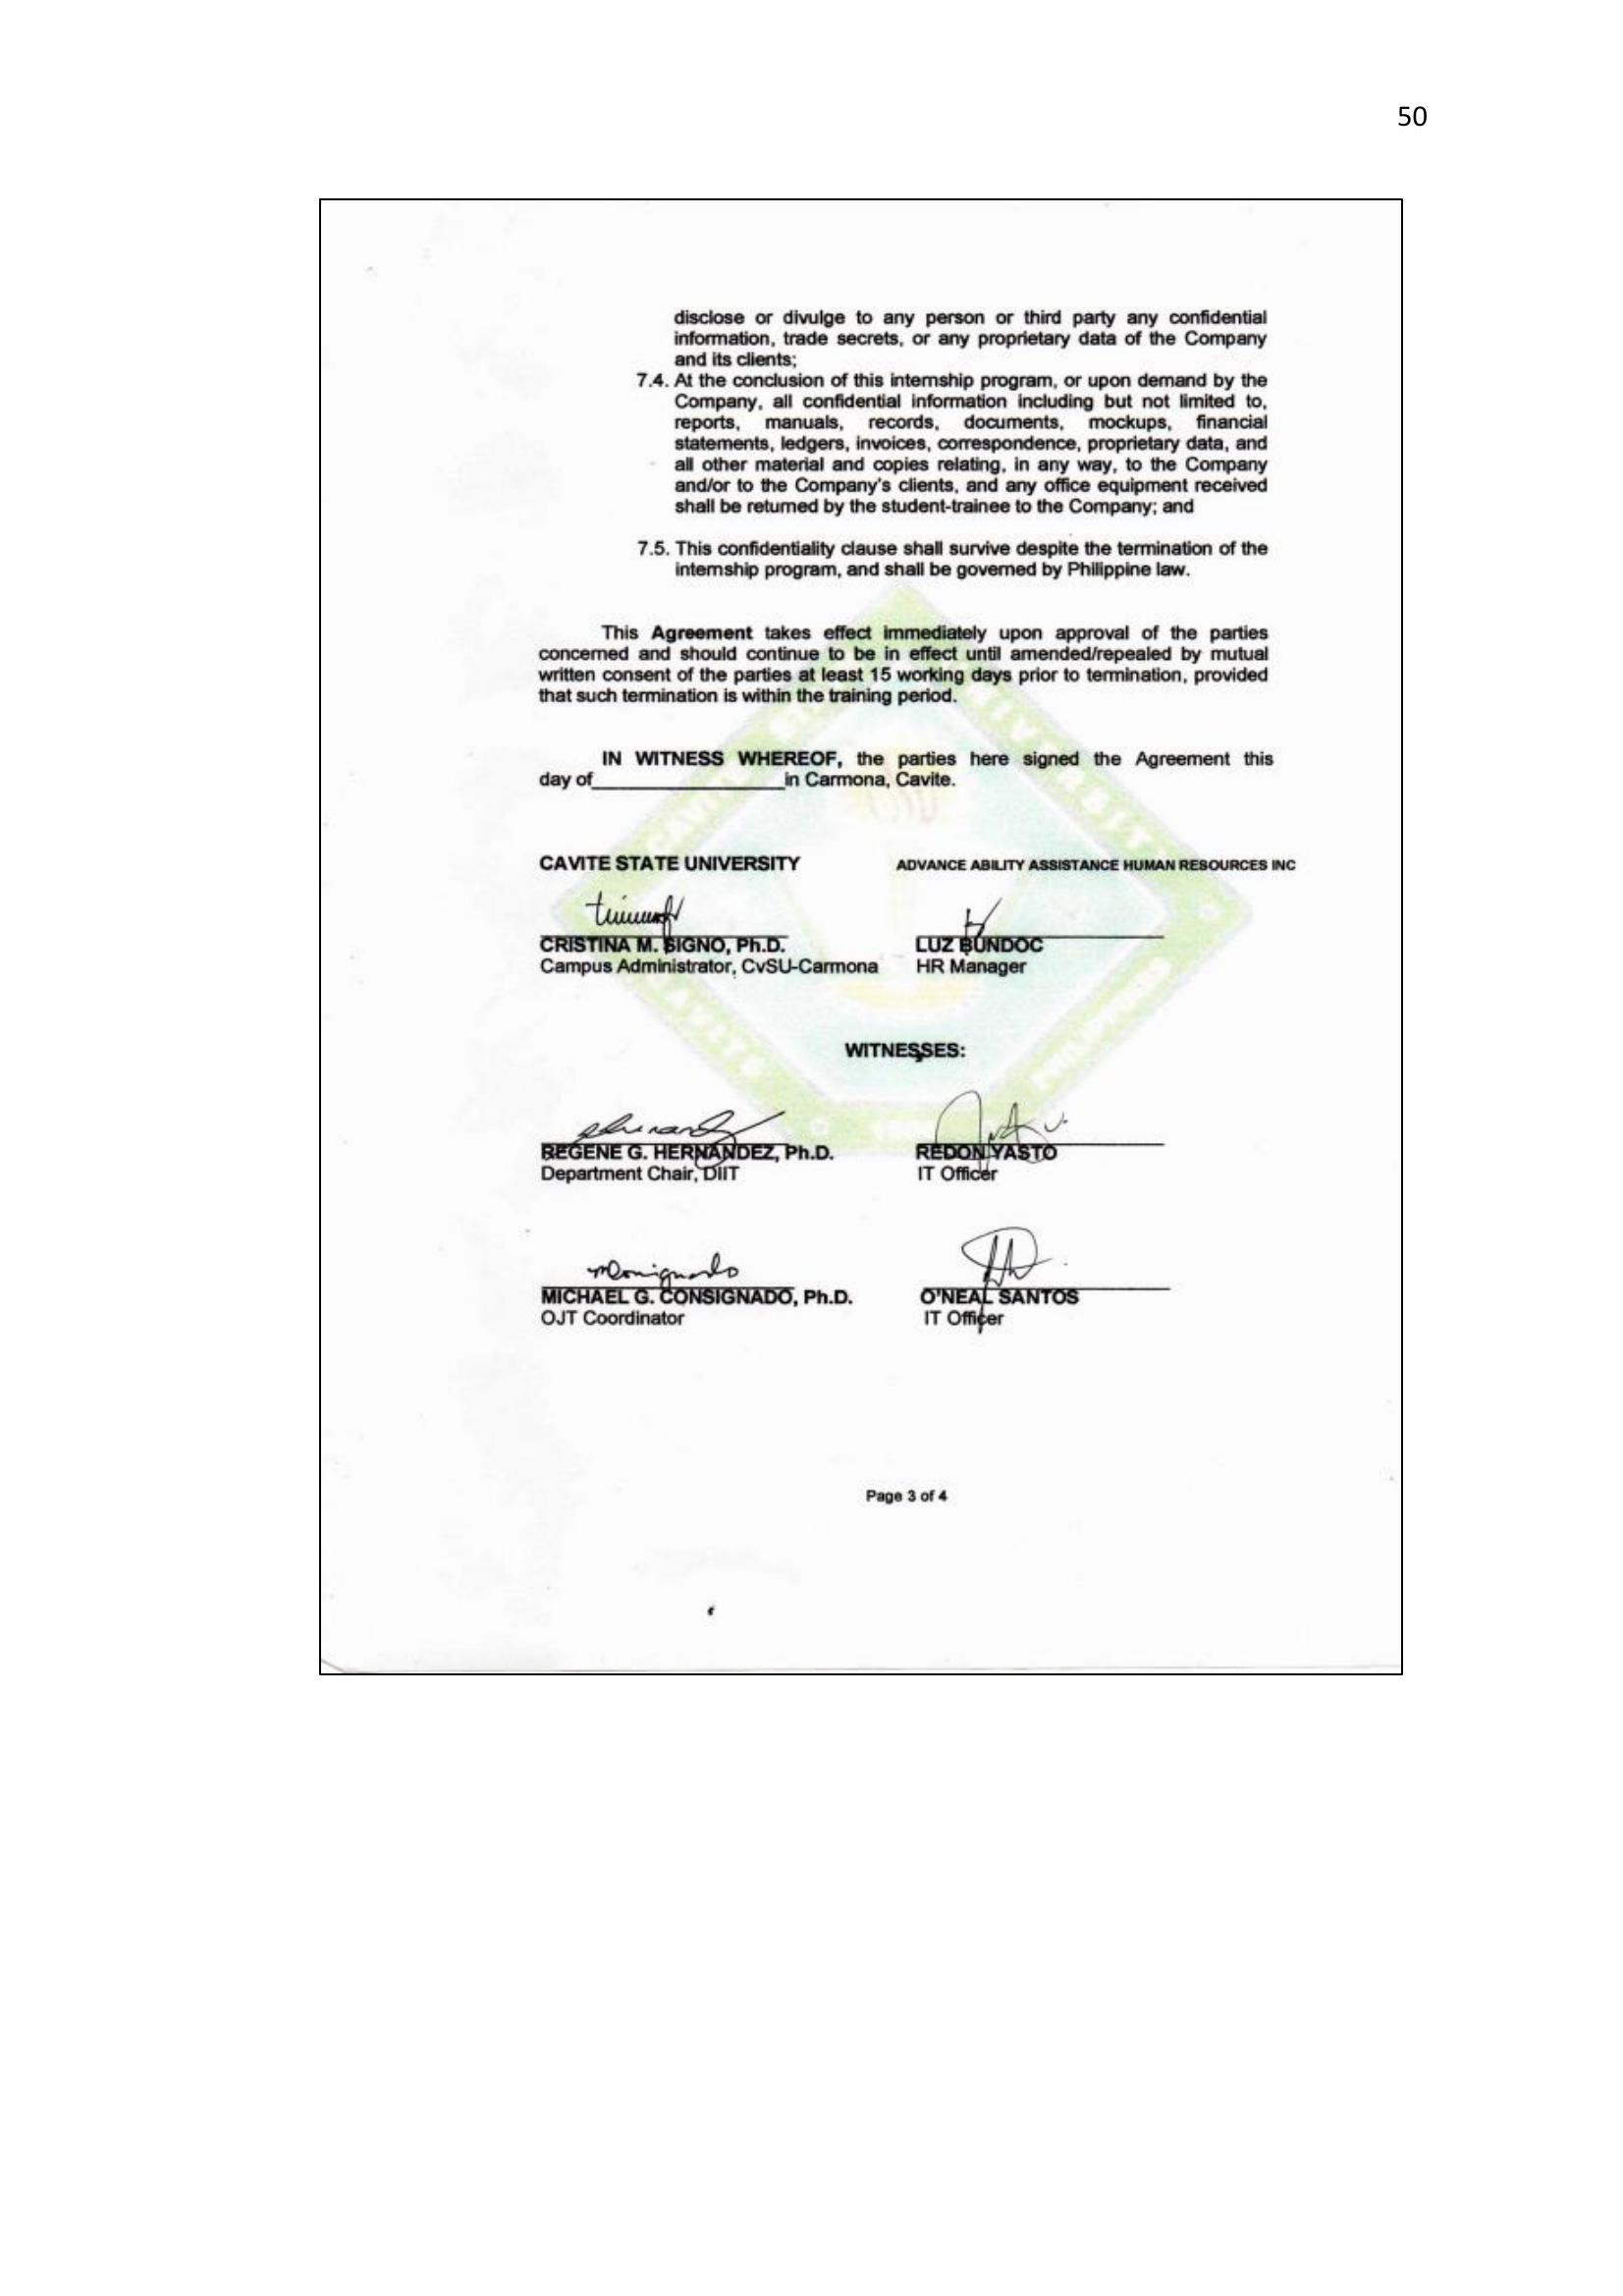 50
disclose or divulge to any person or third party any confidential
information, trade secrets, or any proprietary data of the Company
and its clients;
7.4. At the conclusion of this internship program, or upon demand by the
Company, all confidential information including but not limited to,
reports, manuals, records, documents, mockups, financial
statements, ledgers, invoices, correspondence, proprietary data, and
all other material and copies relating, in any way, to the Company
and/or to the Company's clients, and any office equipment received
shall be returned by the student-trainee to the Company; and
7.5. This confidentiality clause shall survive despite the termination of the
internship program, and shall be governed by Philippine law.
This Agreement takes effect immediately upon approval of the parties
concerned and should continue to be in effect until amended/repealed by mutual
written consent of the parties at least 15 working days prior to termination, provided
that such termination is within the training period.
IN WITNESS WHEREOF, the parties here signed the Agreement this
day of__________________in Carmona, Cavite.
CAVITE STATE UNIVERSITY ADVANCE ABILITY ASSISTANCE HUMAN RESOURCES INC
CRISTINA M. SIGNO, Ph.D. LUZ BUNDOC
Campus Administrator, CvSU-Carmona HR Manager
WITNESSES:
REGENE G. HERNANDEZ, Ph.D. REDON YASTO
Department Chair, DIIT IT Officer
MICHAEL G. CONSIGNADO, Ph.D. O'NEAL SANTOS
OJT Coordinator IT Officer
Page 3 of 4